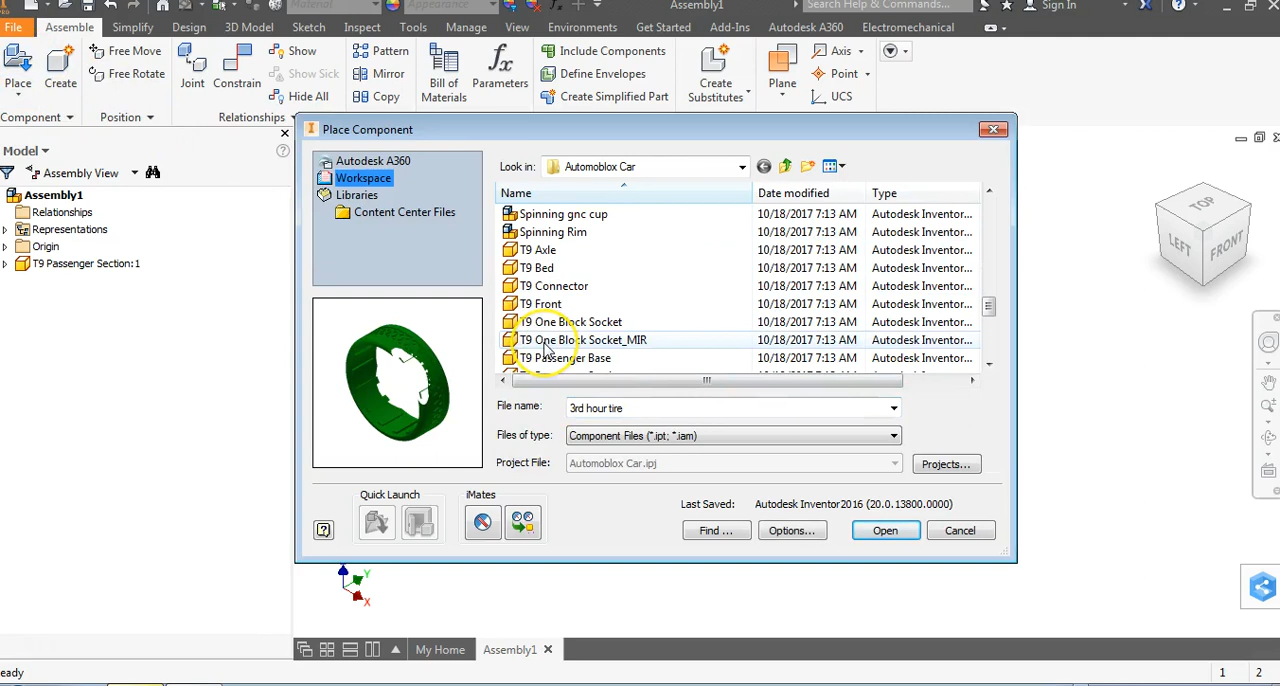 Material
Appearance
Assembly1
Search Help & Commands...
Sign In
File
Assemble
Simplify
Design
3D Model
Sketch
Inspect
Tools
Manage
View
Environments
Get Started
Add-Ins
Autodesk A360
Electromechanical
Place
Create
Free Move
Free Rotate
Joint
Constrain
Show
Show Sick
Hide All
Pattern
Mirror
Copy
Bill of
Materials
Parameters
Include Components
Define Envelopes
Create Simplified Part
Create
Substitutes
Plane
Axis
Point
UCS
Component
Position
Relationships
Model
Assembly View
Assembly1
Relationships
Representations
Origin
T9 Passenger Section:1
Place Component
Autodesk A360
Workspace
Libraries
Content Center Files
Look in:
Automoblox Car
Name
Date modified
Type
Spinning gnc cup 10/18/2017 7:13 AM Autodesk Inventor...
Spinning Rim 10/18/2017 7:13 AM Autodesk Inventor...
T9 Axle 10/18/2017 7:13 AM Autodesk Inventor...
T9 Bed 10/18/2017 7:13 AM Autodesk Inventor...
T9 Connector 10/18/2017 7:13 AM Autodesk Inventor...
T9 Front 10/18/2017 7:13 AM Autodesk Inventor...
T9 One Block Socket 10/18/2017 7:13 AM Autodesk Inventor...
T9 One Block Socket_MIR 10/18/2017 7:13 AM Autodesk Inventor...
T9 Passenger Base 10/18/2017 7:13 AM Autodesk Inventor...
File name:
3rd hour tire
Files of type:
Component Files (*.ipt; *.iam)
Project File:
Automoblox Car.ipj
Projects...
Quick Launch
iMates
Last Saved:
Autodesk Inventor2016 (20.0.13800.0000)
Find ...
Options...
Open
Cancel
TOP
LEFT
FRONT
Y
X
My Home
Assembly1
eady
1
2